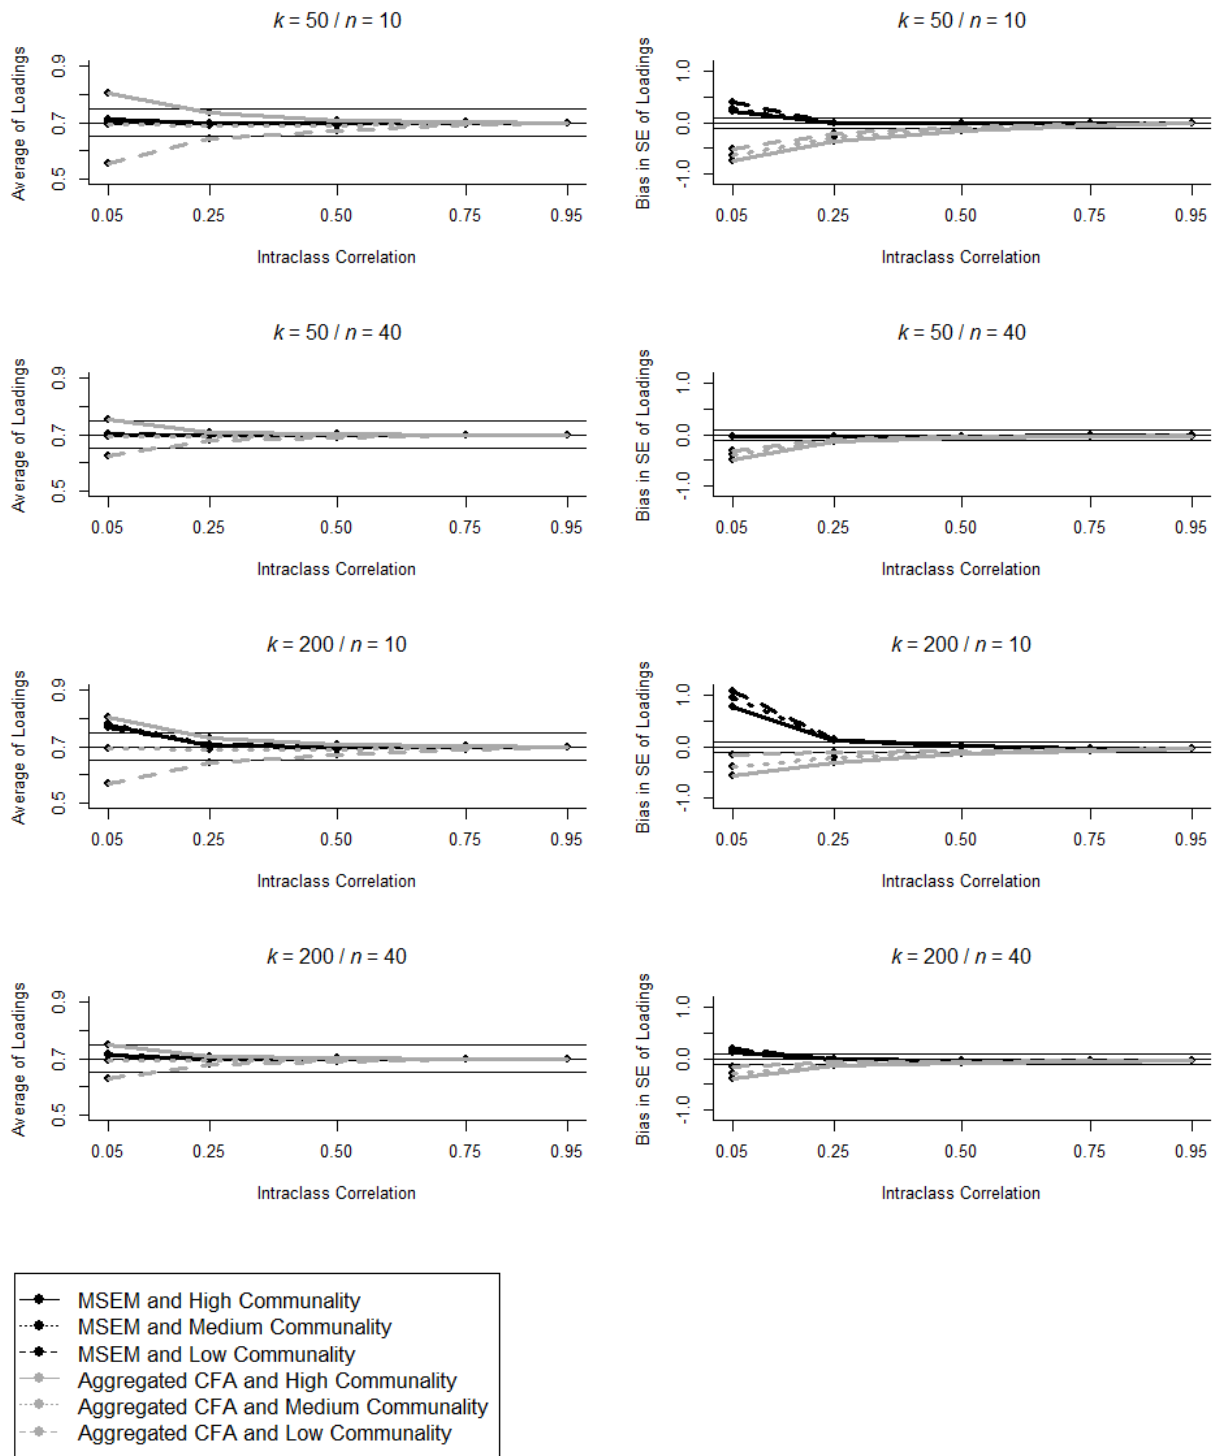 k = 50 / n = 10
Average of Loadings
0.5 0.7 0.9
0.05 0.25 0.50 0.75 0.95
Intraclass Correlation
k = 50 / n = 10
Bias in SE of Loadings
-1.0 0.0 1.0
0.05 0.25 0.50 0.75 0.95
Intraclass Correlation
k = 50 / n = 40
Average of Loadings
0.5 0.7 0.9
0.05 0.25 0.50 0.75 0.95
Intraclass Correlation
k = 50 / n = 40
Bias in SE of Loadings
-1.0 0.0 1.0
0.05 0.25 0.50 0.75 0.95
Intraclass Correlation
k = 200 / n = 10
Average of Loadings
0.5 0.7 0.9
0.05 0.25 0.50 0.75 0.95
Intraclass Correlation
k = 200 / n = 10
Bias in SE of Loadings
-1.0 0.0 1.0
0.05 0.25 0.50 0.75 0.95
Intraclass Correlation
k = 200 / n = 40
Average of Loadings
0.5 0.7 0.9
0.05 0.25 0.50 0.75 0.95
Intraclass Correlation
k = 200 / n = 40
Bias in SE of Loadings
-1.0 0.0 1.0
0.05 0.25 0.50 0.75 0.95
Intraclass Correlation
MSEM and High Communality
MSEM and Medium Communality
MSEM and Low Communality
Aggregated CFA and High Communality
Aggregated CFA and Medium Communality
Aggregated CFA and Low Communality